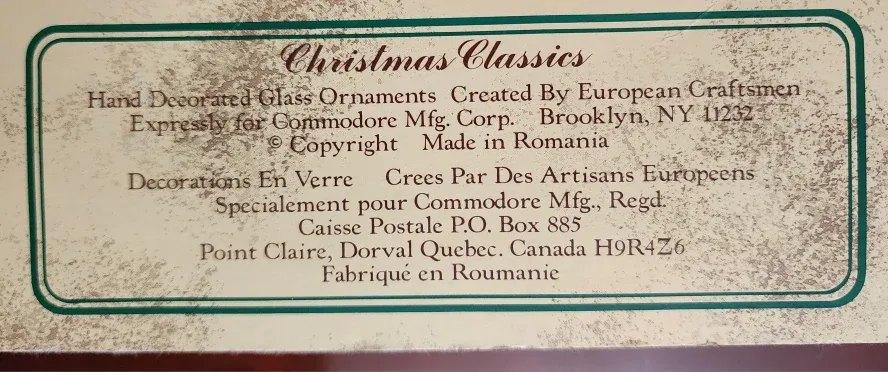 Christmas Classics
Hand Decorated Glass Ornaments Created By European Craftsmen
Expressly for Commodore Mfg. Corp. Brooklyn, NY 11232
© Copyright Made in Romania
Decorations En Verre Crees Par Des Artisans Europeens
Specialement pour Commodore Mfg., Regd.
Caisse Postale P.O. Box 885
Point Claire, Dorval Quebec. Canada H9R4Z6
Fabriqué en Roumanie